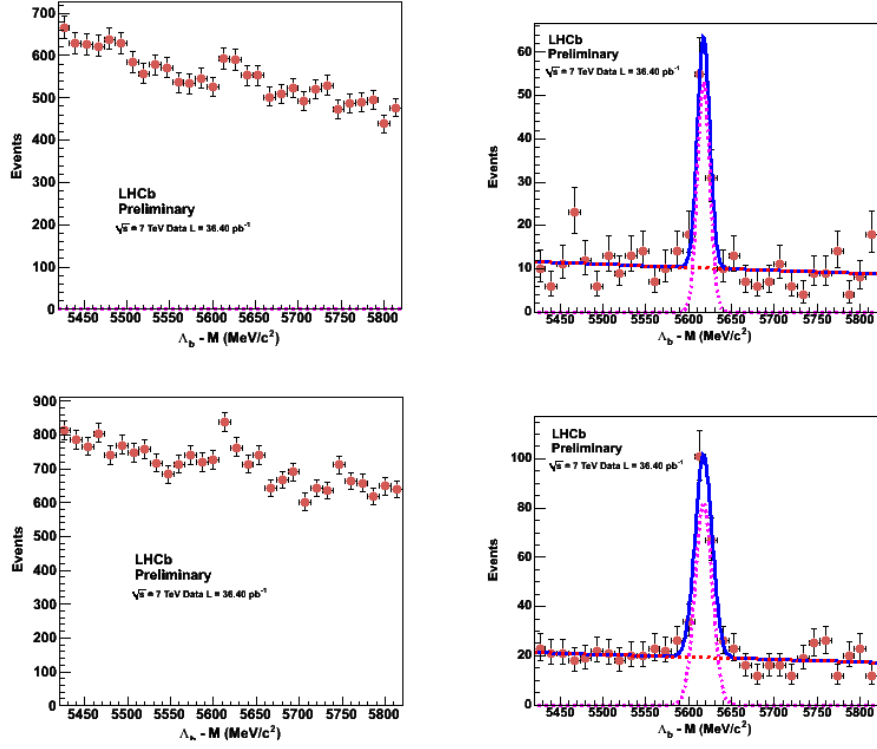 700
600
500
400
300
200
100
0
Events
LHCb
Preliminary
√s = 7 TeV Data L = 36.40 pb⁻¹
5450 5500 5550 5600 5650 5700 5750 5800
Λb - M (MeV/c²)
60
50
40
30
20
10
0
Events
LHCb
Preliminary
√s = 7 TeV Data L = 36.40 pb⁻¹
5450 5500 5550 5600 5650 5700 5750 5800
Λb - M (MeV/c²)
900
800
700
600
500
400
300
200
100
0
Events
LHCb
Preliminary
√s = 7 TeV Data L = 36.40 pb⁻¹
5450 5500 5550 5600 5650 5700 5750 5800
Λb - M (MeV/c²)
100
80
60
40
20
0
Events
LHCb
Preliminary
√s = 7 TeV Data L = 36.40 pb⁻¹
5450 5500 5550 5600 5650 5700 5750 5800
Λb - M (MeV/c²)